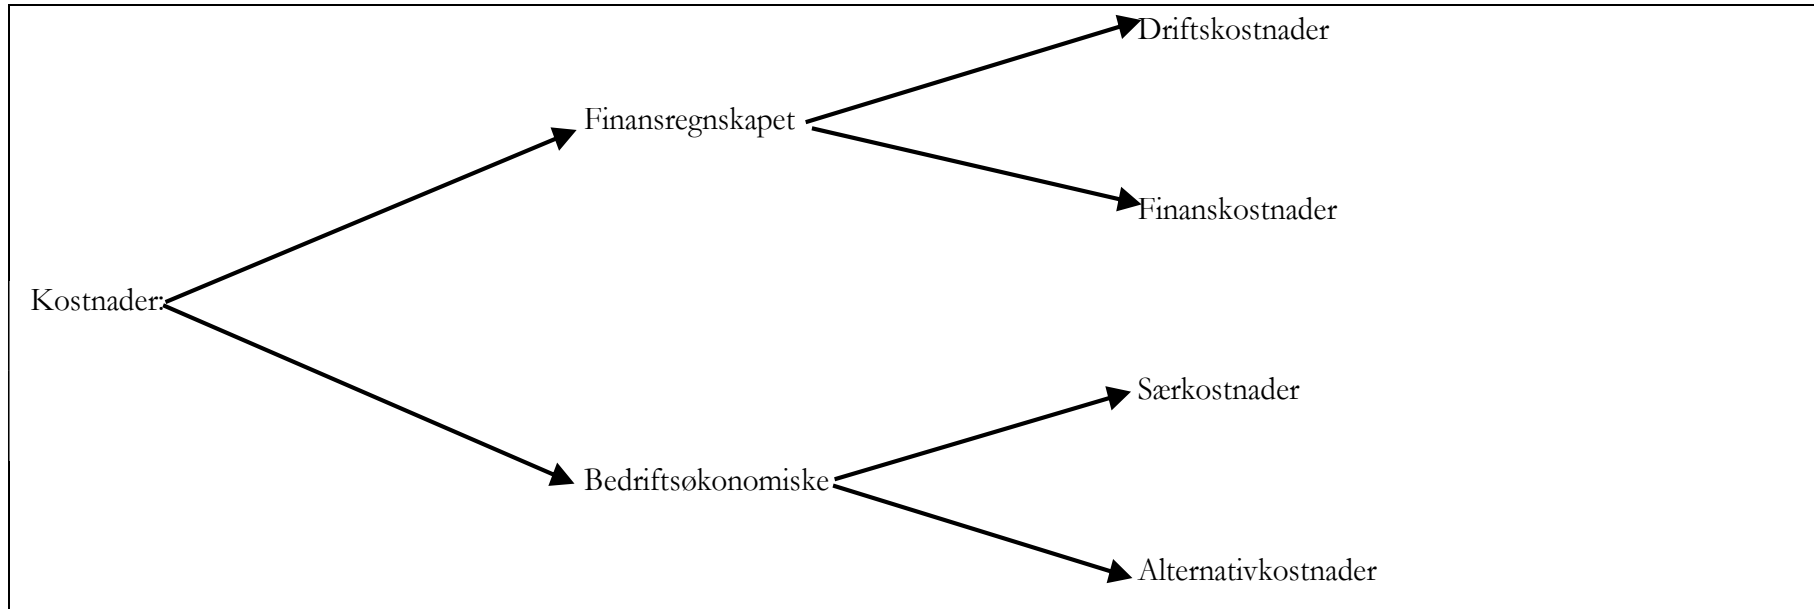 Driftskostnader
Finansregnskapet
Finanskostnader
Kostnader:
Særkostnader
Bedriftsøkonomiske
Alternativkostnader